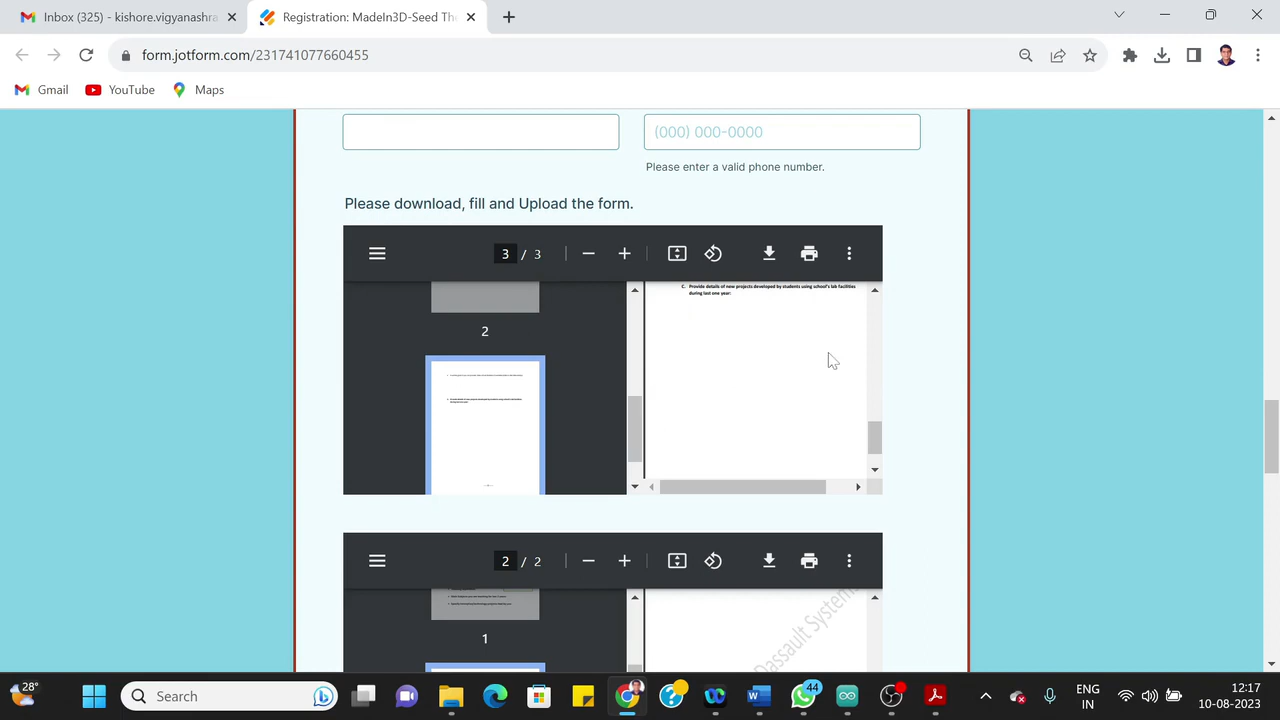 Inbox (325) - kishore.vigyanashra
Registration: MadeIn3D-Seed The
form.jotform.com/231741077660455
Gmail
YouTube
Maps
(000) 000-0000
Please enter a valid phone number.
Please download, fill and Upload the form.
3 / 3
C. Provide details of new projects developed by students using school's lab facilities
during last one year:
2
2 / 2
1
Dassault System
28°
Search
44
ENG
IN
12:17
10-08-2023